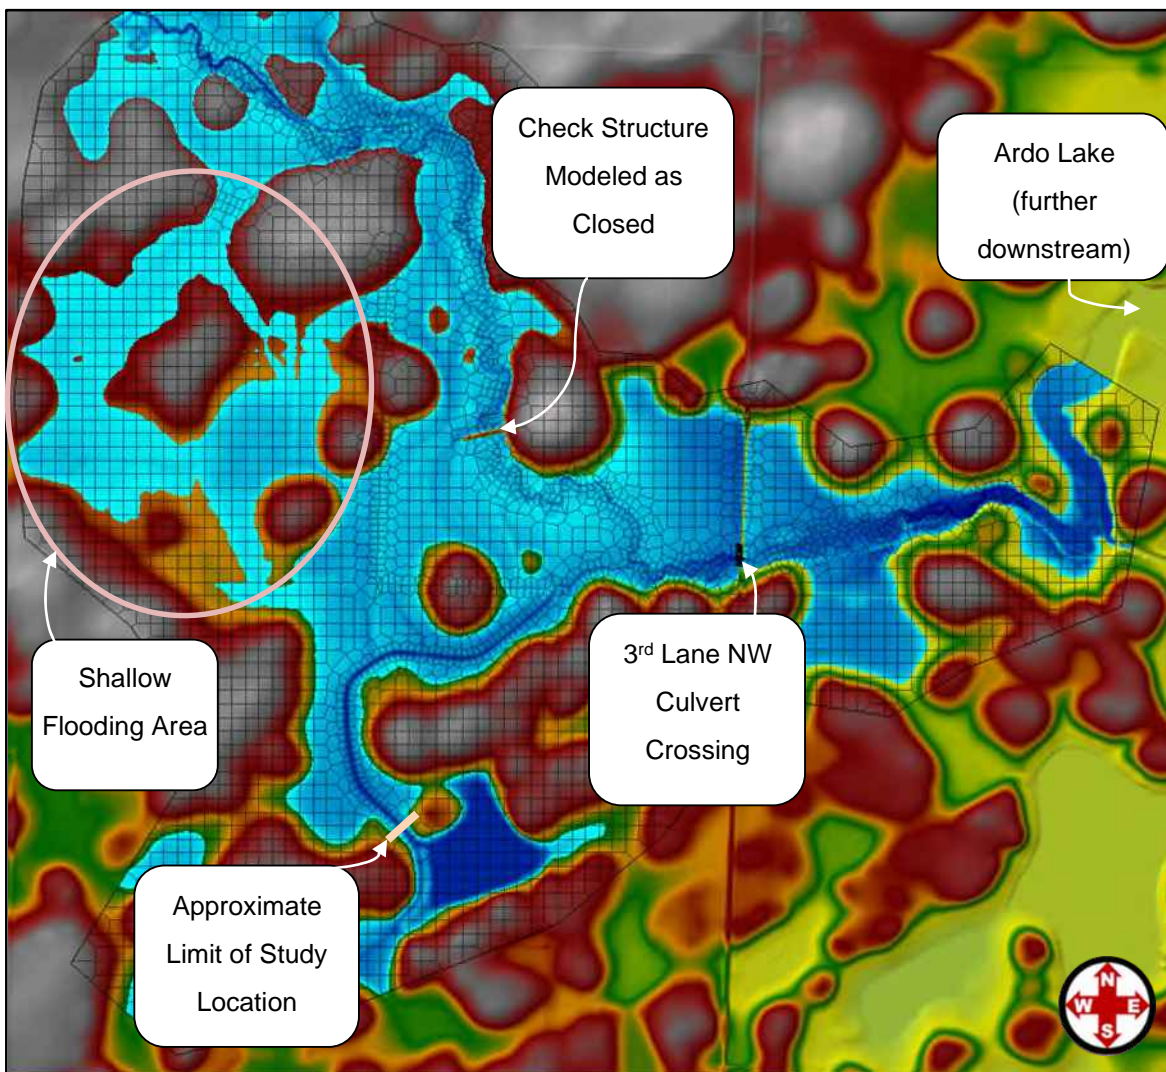 Check Structure
Modeled as
Closed
Ardo Lake
(further
downstream)
Shallow
Flooding Area
3rd Lane NW
Culvert
Crossing
Approximate
Limit of Study
Location
N
W E
S